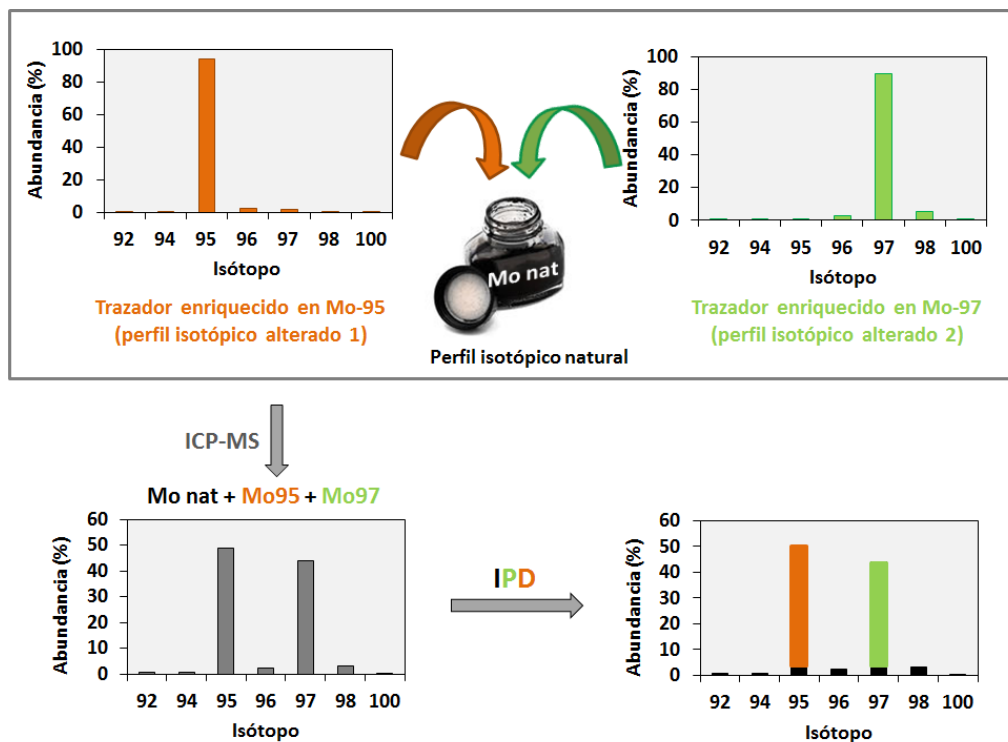 Abundancia (%)
100
80
60
40
20
0
92 94 95 96 97 98 100
Isótopo
Trazador enriquecido en Mo-95
(perfil isotópico alterado 1)
Mo nat
Perfil isotópico natural
Abundancia (%)
100
80
60
40
20
0
92 94 95 96 97 98 100
Isótopo
Trazador enriquecido en Mo-97
(perfil isotópico alterado 2)
ICP-MS
Mo nat + Mo95 + Mo97
Abundancia (%)
60
50
40
30
20
10
0
92 94 95 96 97 98 100
Isótopo
IPD
Abundancia (%)
60
50
40
30
20
10
0
92 94 95 96 97 98 100
Isótopo